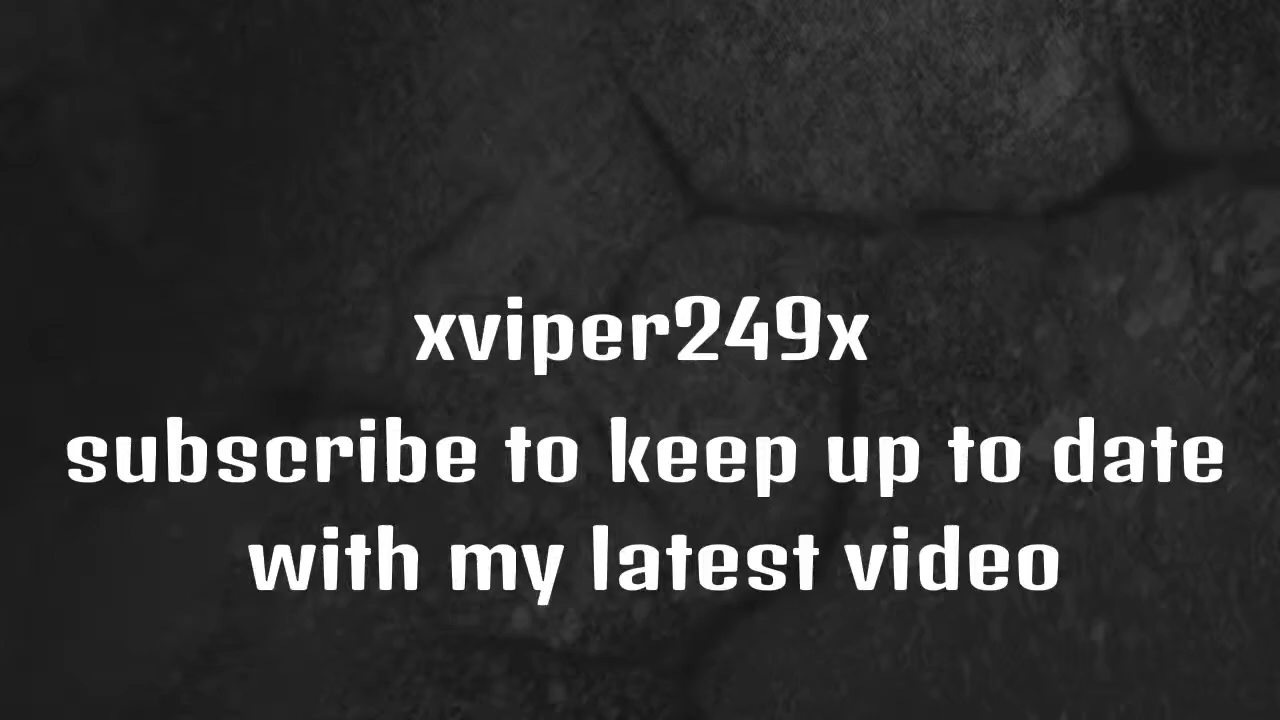 xviper249x
subscribe to keep up to date
with my latest video